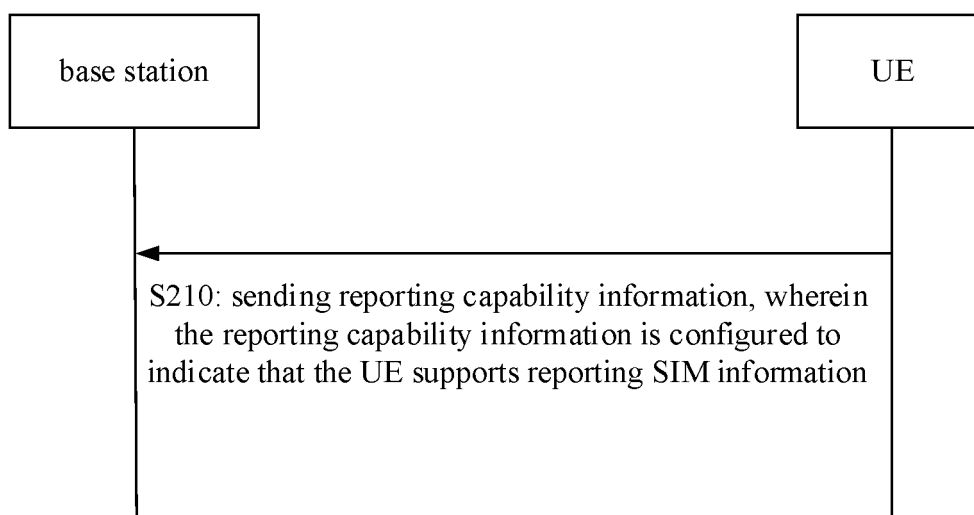 base station
UE
S210: sending reporting capability information, wherein
the reporting capability information is configured to
indicate that the UE supports reporting SIM information